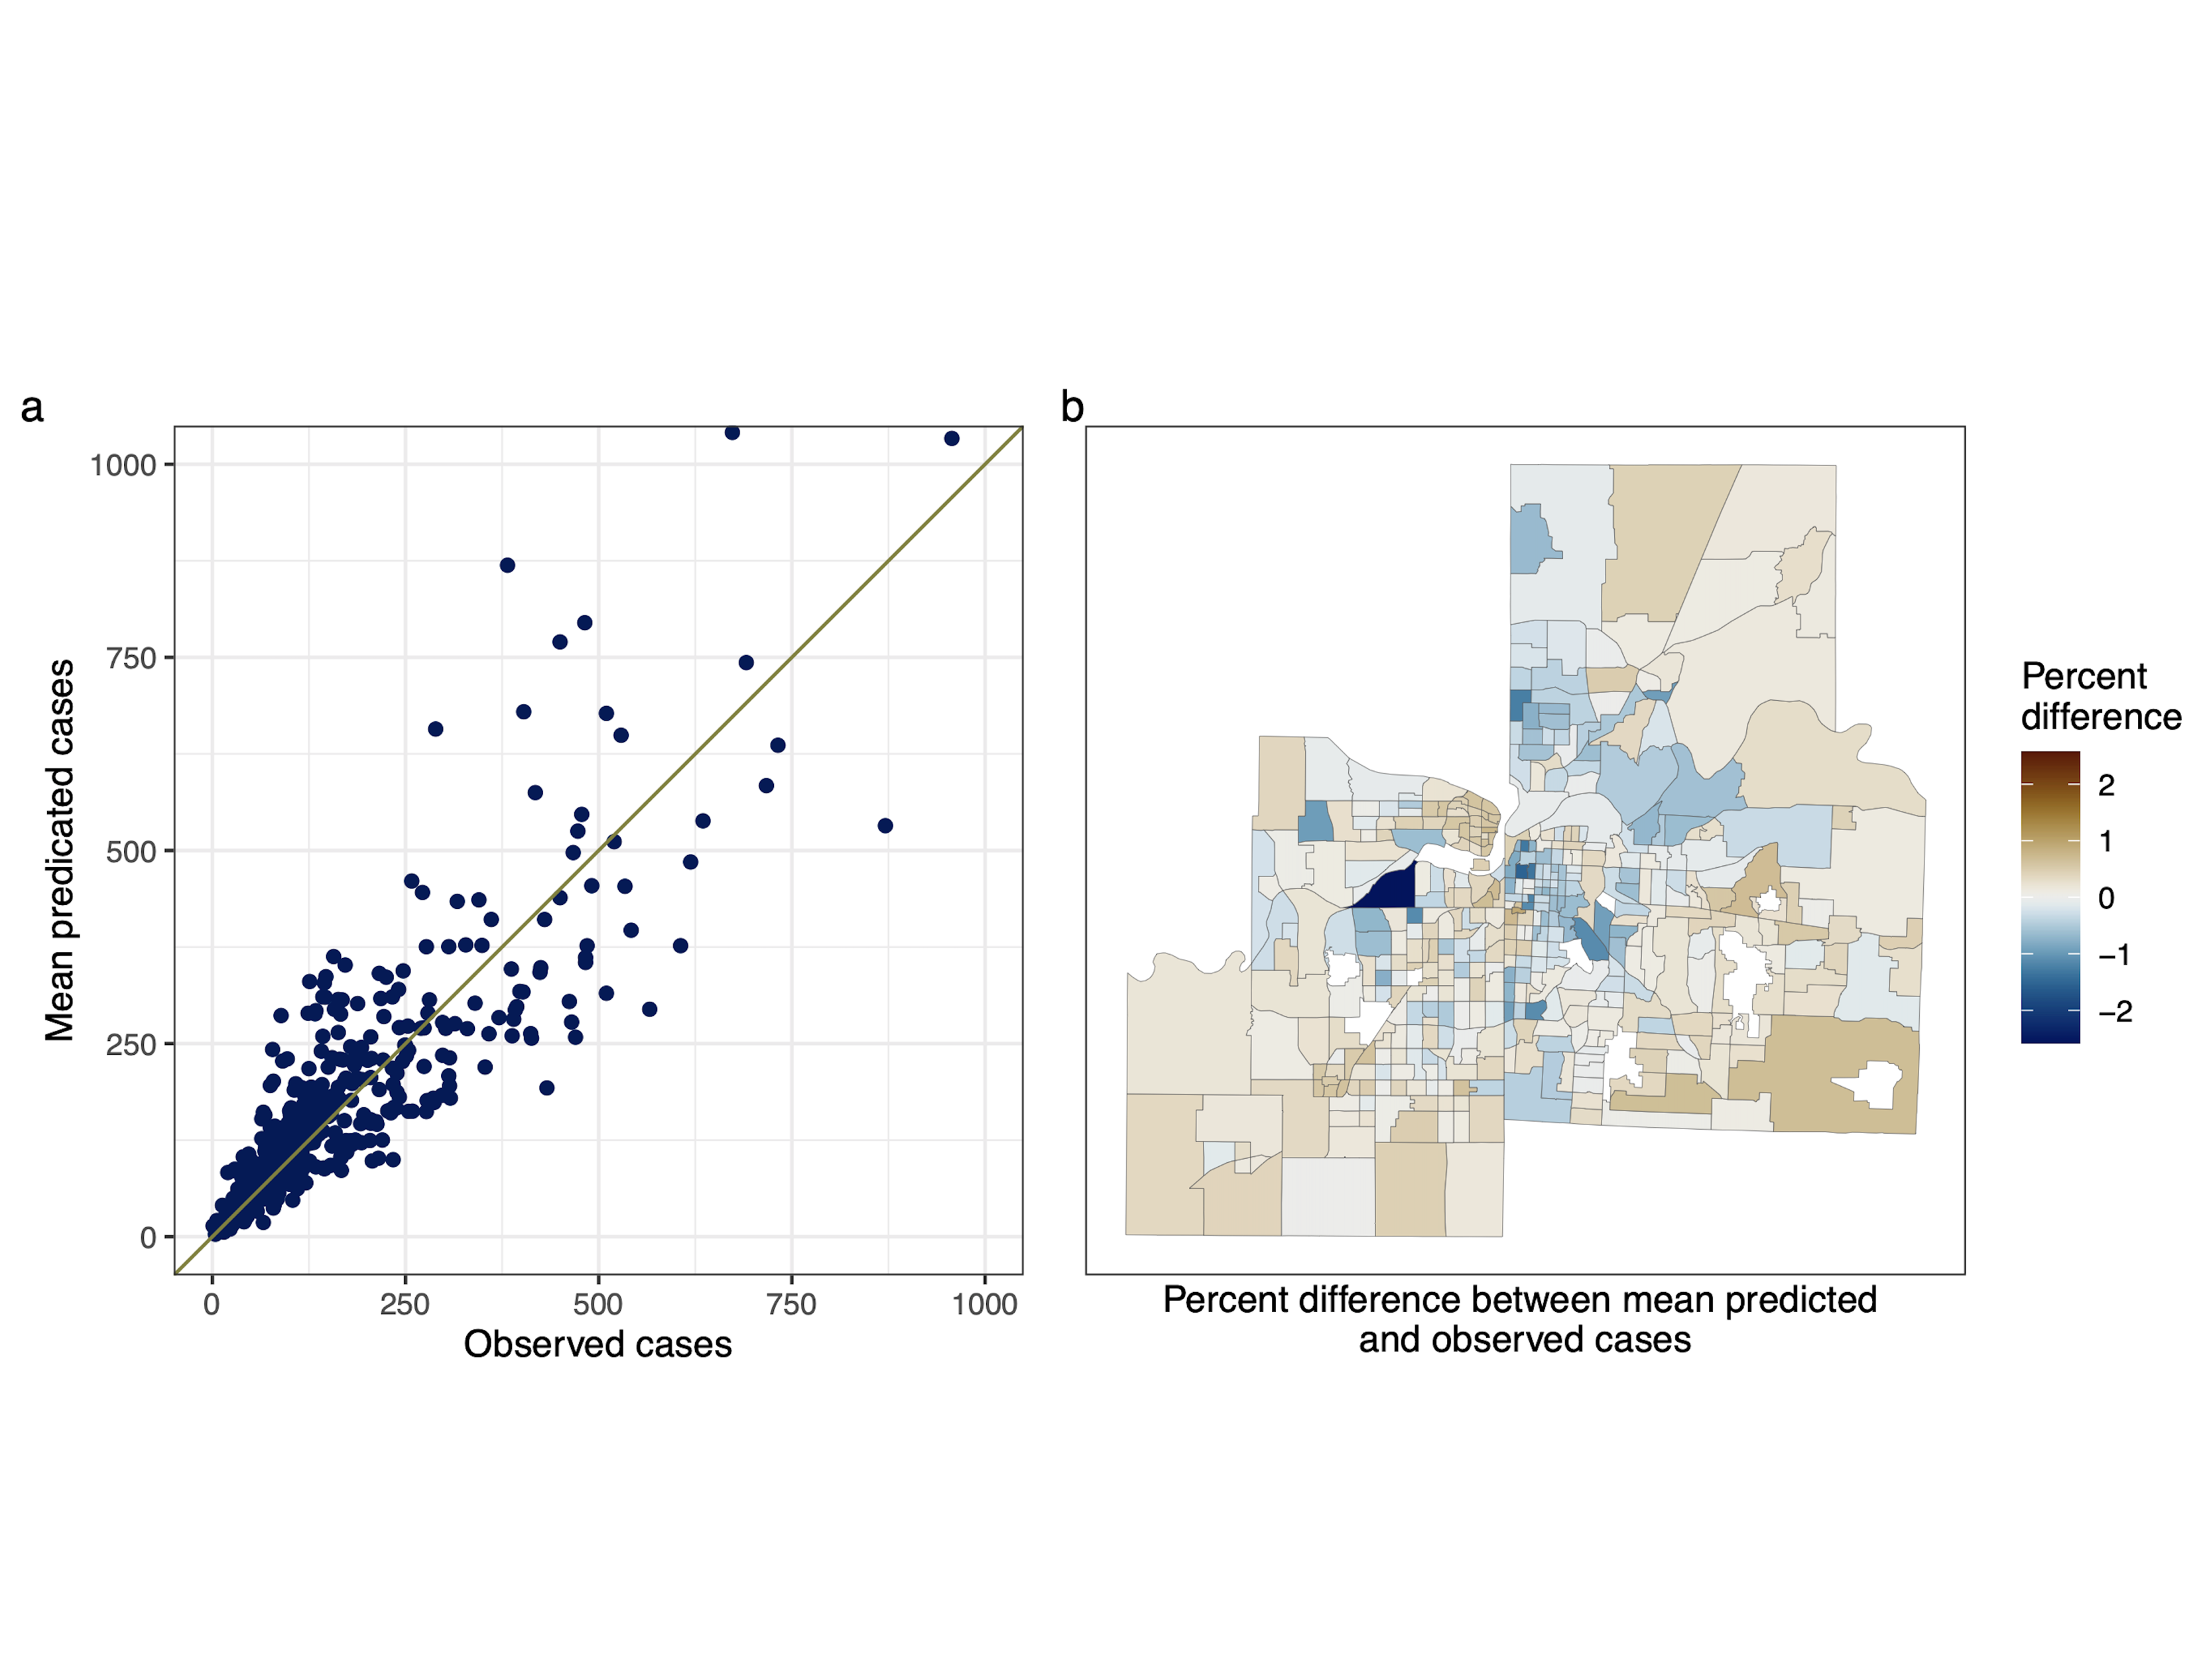 a
b
1000
750
500
250
0
Mean predicated cases
0
250
500
750
1000
Observed cases
Percent difference between mean predicted
and observed cases
Percent
difference
2
1
0
−1
−2